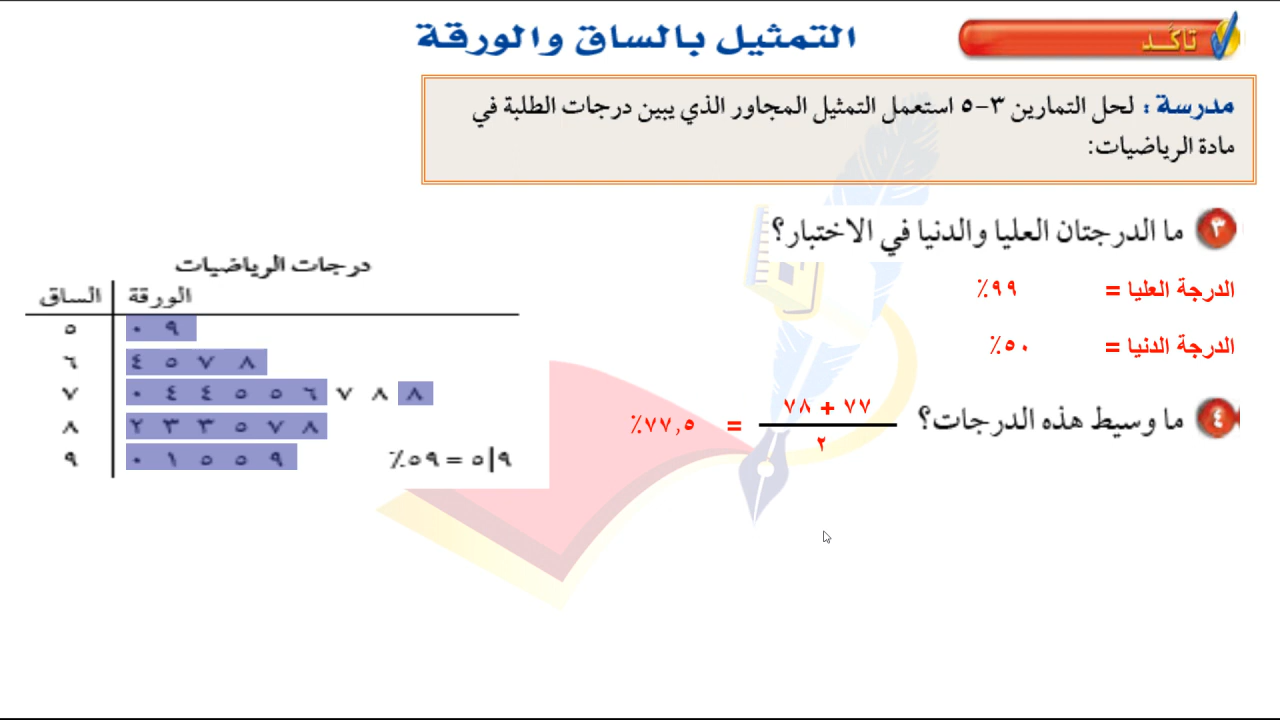 تأكَّد
التمثيل بالساق والورقة
مدرسة : لحل التمارين ٣-٥ استعمل التمثيل المجاور الذي يبين درجات الطلبة في
مادة الرياضيات:
٣ ما الدرجتان العليا والدنيا في الاختبار؟
الدرجة العليا = ٩٩٪
الدرجة الدنيا = ٥٠٪
٤ ما وسيط هذه الدرجات؟
٧٧ + ٧٨
٢
= ٧٧,٥٪
درجات الرياضيات
الساق الورقة
٥ ٠ ٩
٦ ٤ ٥ ٧ ٨
٧ ٠ ٤ ٤ ٥ ٥ ٦ ٧ ٨ ٨
٨ ٢ ٣ ٣ ٥ ٧ ٨
٩ ٠ ١ ٥ ٥ ٩
٥|٩ = ٥٩٪